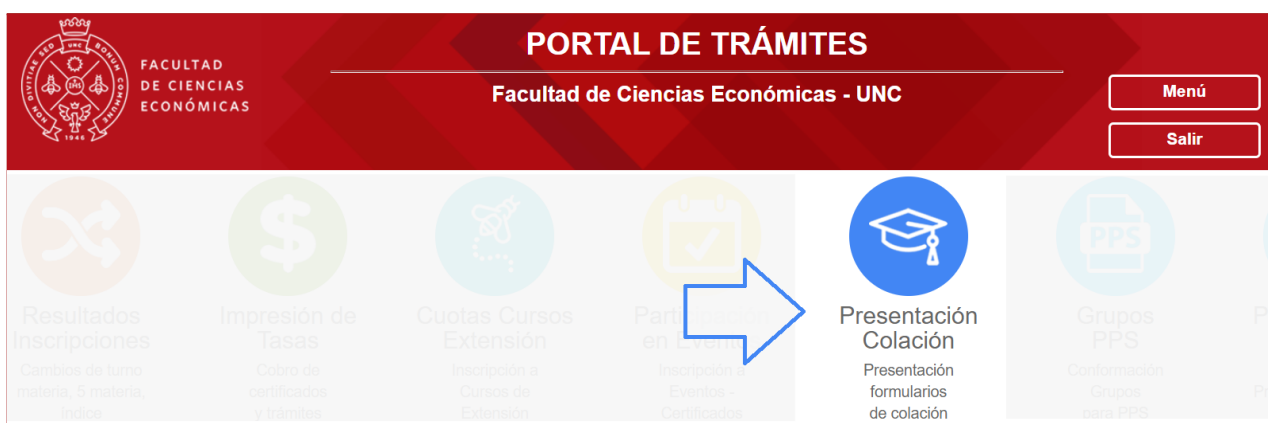 FACULTAD
DE CIENCIAS
ECONÓMICAS
1946
PORTAL DE TRÁMITES
Facultad de Ciencias Económicas - UNC
Menú
Salir
Resultados
Inscripciones
Cambios de turno
materia, 5 materia,
Índice
Impresión de
Tasas
Cobro de
certificados
y trámites
Cuotas Cursos
Extensión
Inscripción a
Cursos de
Extensión
en
Inscripción a
Eventos -
Certificados
Presentación
Colación
Presentación
formularios
de colación
Grupos
PPS
Conformación
Grupos
para PPS
PPS